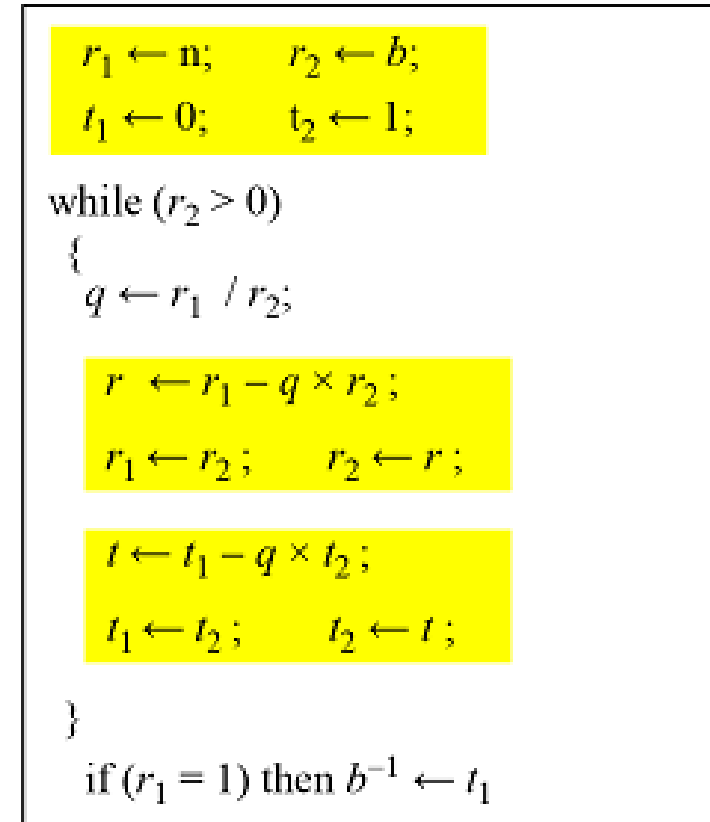 r₁ ← n; r₂ ← b;
t₁ ← 0; t₂ ← 1;
while (r₂ > 0)
{
q ← r₁ / r₂;
r ← r₁ − q × r₂ ;
r₁ ← r₂ ; r₂ ← r ;
t ← t₁ − q × t₂ ;
t₁ ← t₂ ; t₂ ← t ;
}
if (r₁ = 1) then b⁻¹ ← t₁